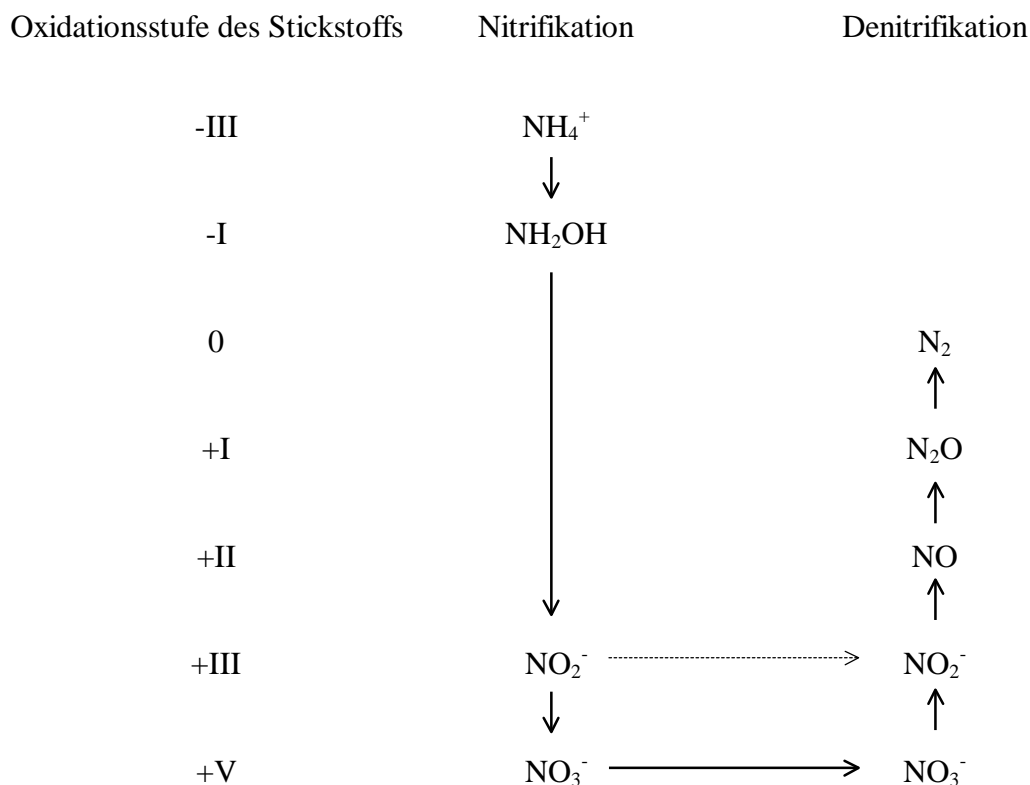 Oxidationsstufe des Stickstoffs Nitrifikation Denitrifikation
-III NH₄⁺
-I NH₂OH
0 N₂
+I N₂O
+II NO
+III NO₂⁻ NO₂⁻
+V NO₃⁻ NO₃⁻